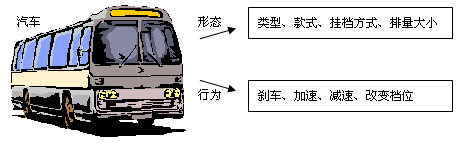 汽车
形态
类型、款式、挂档方式、排量大小
行为
刹车、加速、减速、改变档位